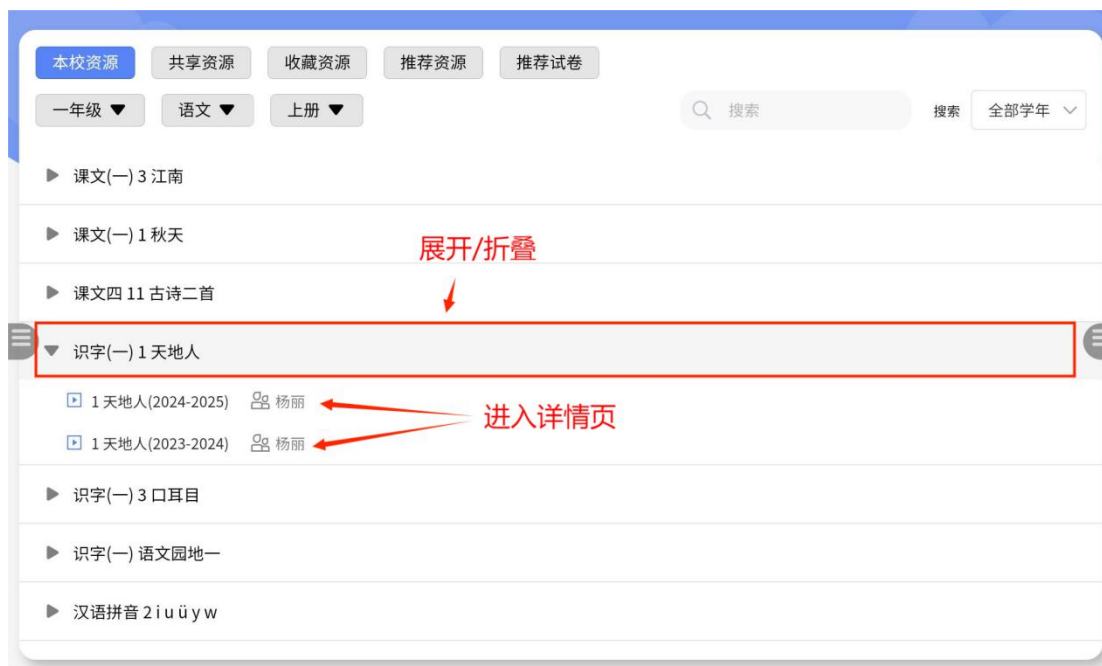 本校资源 共享资源 收藏资源 推荐资源 推荐试卷
一年级 语文 上册 搜索 搜索 全部学年
课文(一) 3 江南
课文(一) 1 秋天
展开/折叠
课文四 11 古诗二首
识字(一) 1 天地人
1 天地人(2024-2025) 杨丽
进入详情页
1 天地人(2023-2024) 杨丽
识字(一) 3 口耳目
识字(一) 语文园地一
汉语拼音 2 i u ü y w